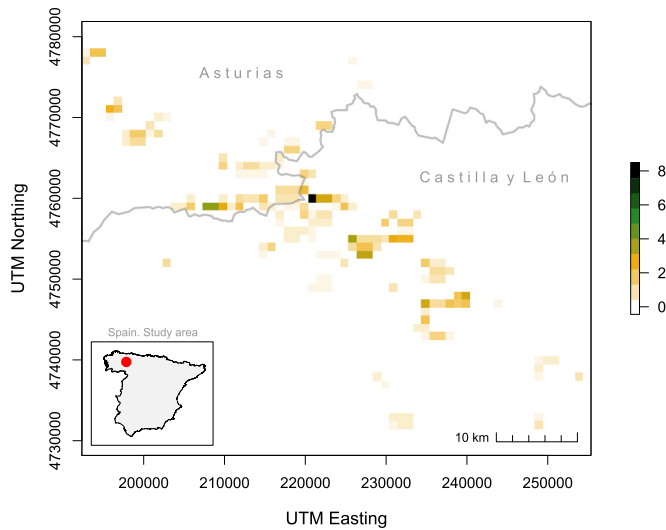 4780000
4770000
4760000
4750000
4740000
4730000
UTM Northing
Asturias
Castilla y León
8
6
4
2
0
Spain. Study area
10 km
200000 210000 220000 230000 240000 250000
UTM Easting